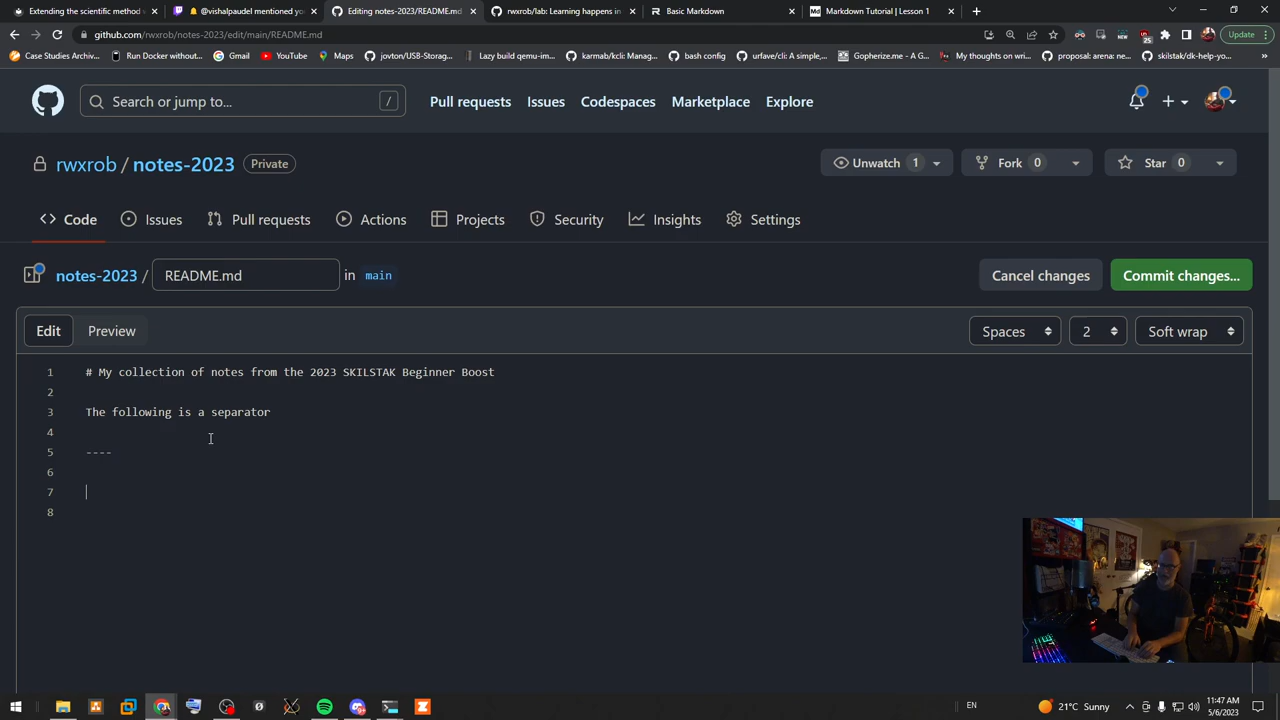 Extending the scientific method
@vishalpaudel mentioned yo
Editing notes-2023/README.md
rwxrob/lab: Learning happens in
Basic Markdown
Markdown Tutorial | Lesson 1
github.com/rwxrob/notes-2023/edit/main/README.md
25
Update
Case Studies Archiv...
Run Docker without...
Gmail
YouTube
Maps
joyton/USB-Storag...
Lazy build qemu-im...
karmab/kcli: Manag...
bash config
urfave/cli: A simple,...
Gopherize.me - A G...
My thoughts on wri...
proposal: arena: ne...
skilstak/dk-help-yo...
Search or jump to...
/
Pull requests
Issues
Codespaces
Marketplace
Explore
rwxrob / notes-2023
Private
Unwatch 1
Fork 0
Star 0
Code
Issues
Pull requests
Actions
Projects
Security
Insights
Settings
notes-2023 / README.md in main
Cancel changes
Commit changes...
Edit
Preview
Spaces
2
Soft wrap
1 # My collection of notes from the 2023 SKILSTAK Beginner Boost
2
3 The following is a separator
4
5 ----
6
7
8
21°C Sunny
EN
11:47 AM
5/6/2023